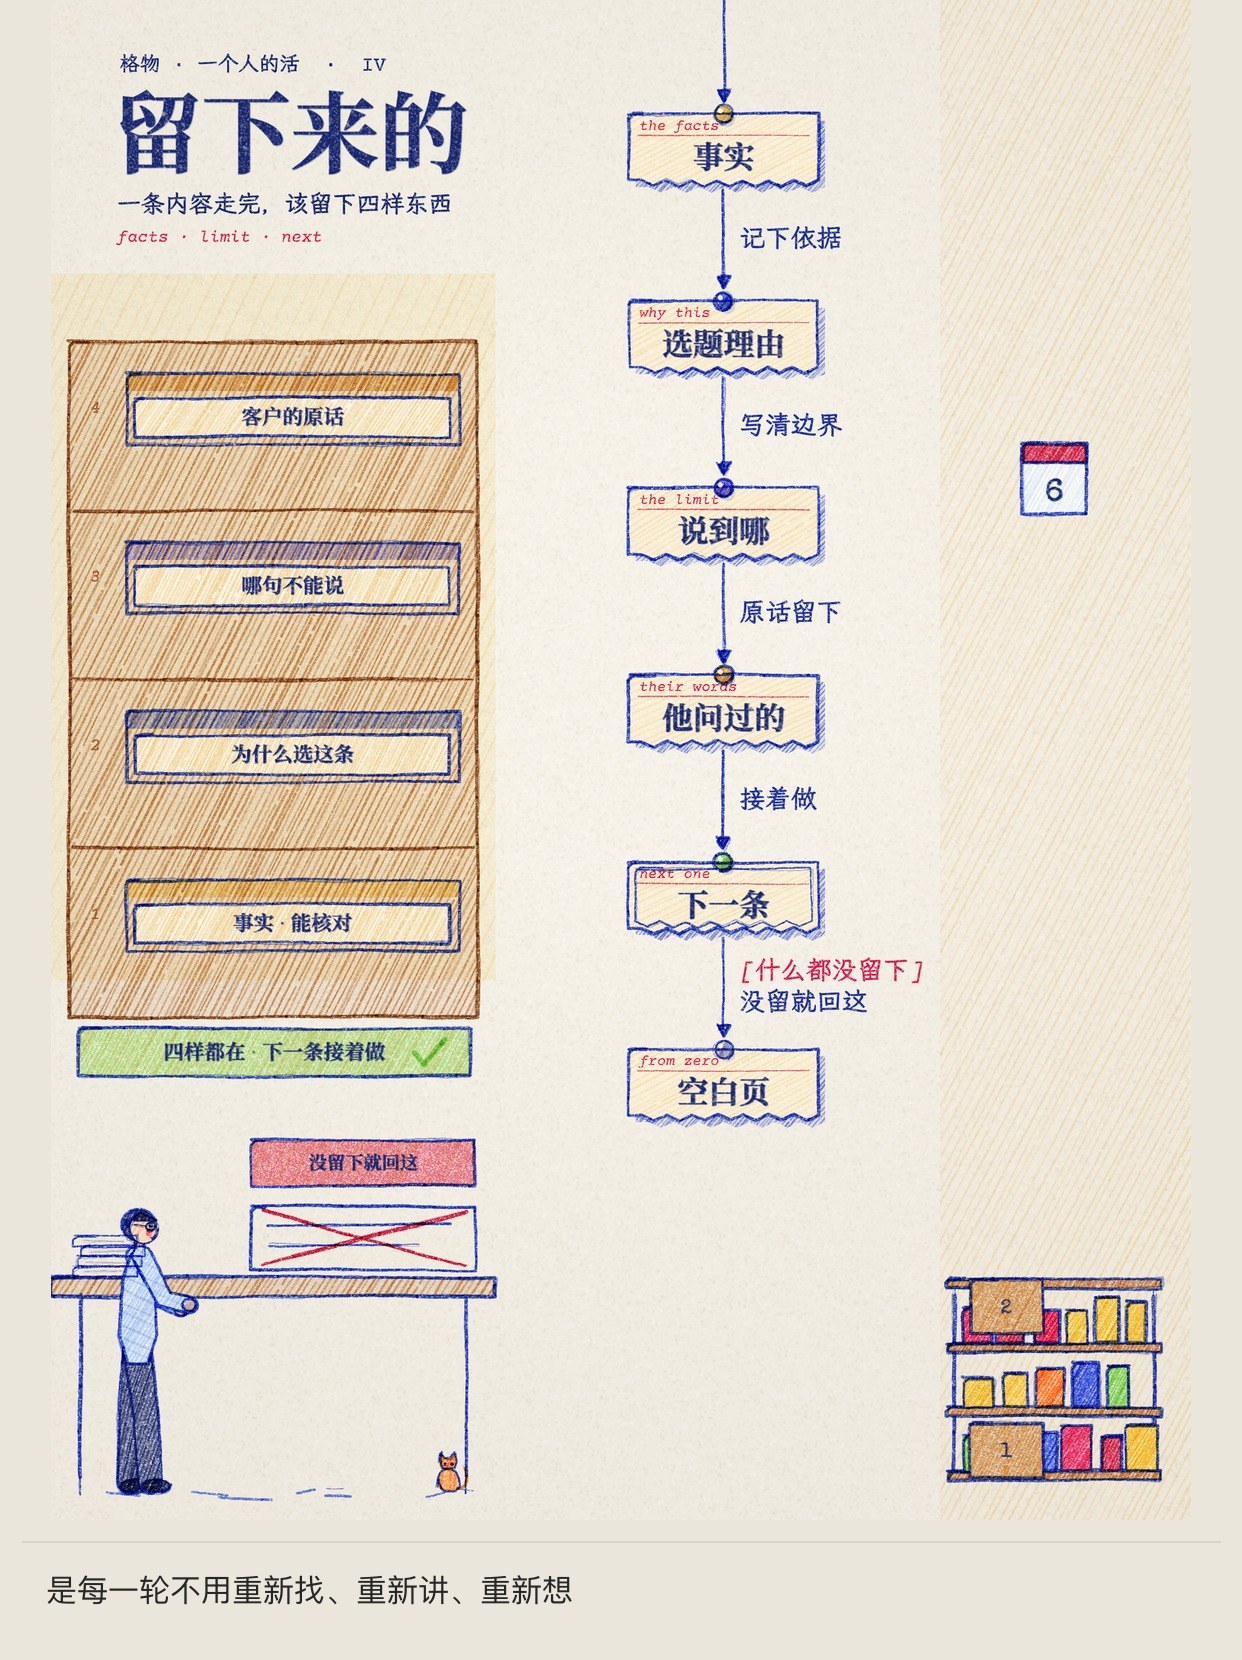 格物 · 一个人的活 · IV
留下来的
一条内容走完, 该留下四样东西
facts · limit · next
4
客户的原话
3
哪句不能说
2
为什么选这条
1
事实·能核对
四样都在·下一条接着做
没留下就回这
the facts
事实
记下依据
why this
选题理由
写清边界
the limit
说到哪
原话留下
their words
他问过的
接着做
next one
下一条
[什么都没留下]
没留就回这
from zero
空白页
6
2
1
是每一轮不用重新找、重新讲、重新想